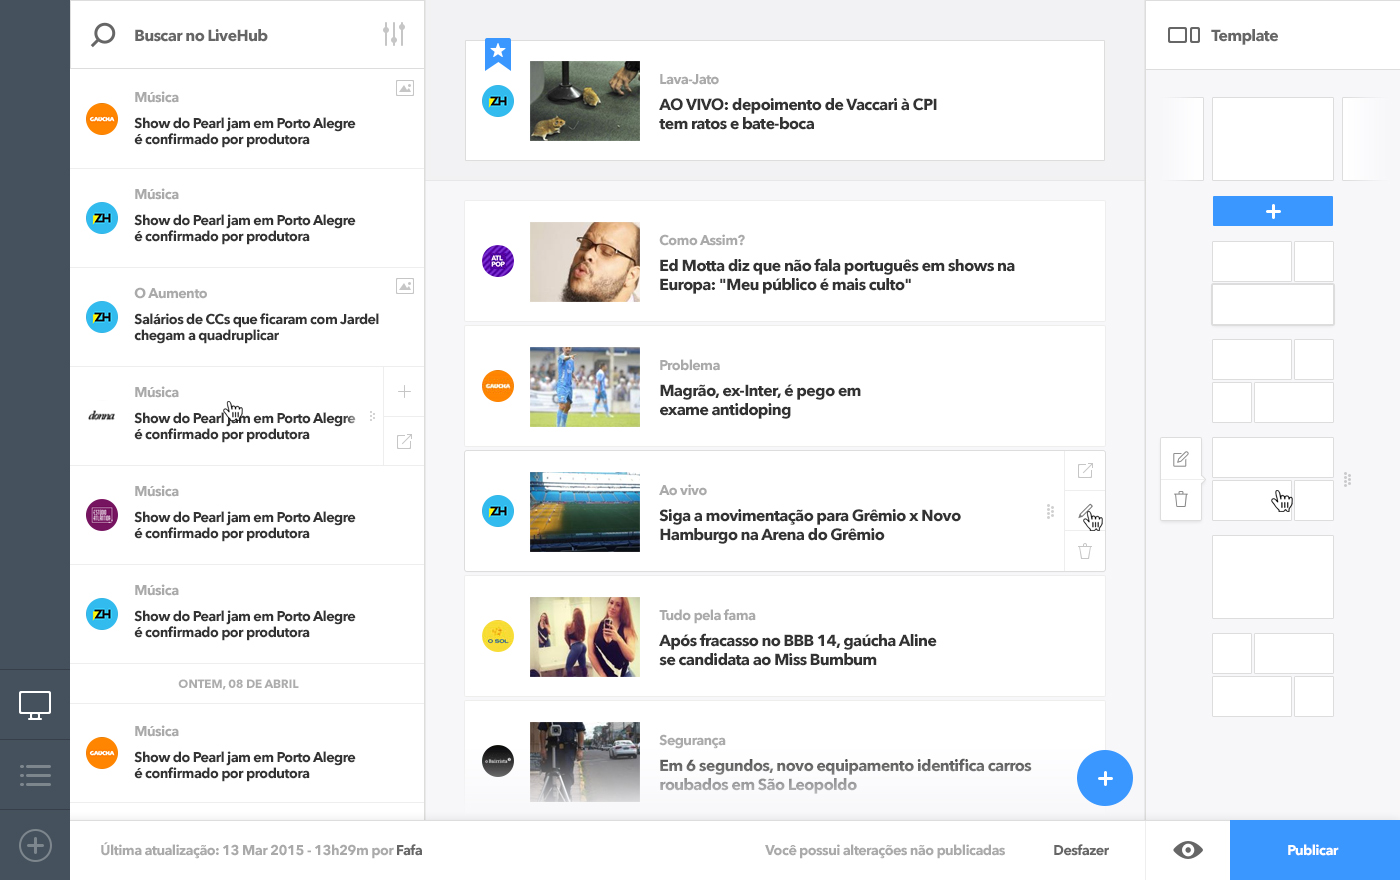 Buscar no LiveHub
GAÚCHA
Música
Show do Pearl jam em Porto Alegre
é confirmado por produtora
ZH
Música
Show do Pearl jam em Porto Alegre
é confirmado por produtora
ZH
O Aumento
Salários de CCs que ficaram com Jardel
chegam a quadruplicar
donna
Música
Show do Pearl jam em Porto Alegre
é confirmado por produtora
Música
Show do Pearl jam em Porto Alegre
é confirmado por produtora
ZH
Música
Show do Pearl jam em Porto Alegre
é confirmado por produtora
ONTEM, 08 DE ABRIL
GAÚCHA
Música
Show do Pearl jam em Porto Alegre
é confirmado por produtora
ZH
Lava-Jato
AO VIVO: depoimento de Vaccari à CPI
tem ratos e bate-boca
ATL
POP
Como Assim?
Ed Motta diz que não fala português em shows na
Europa: "Meu público é mais culto"
GAÚCHA
Problema
Magrão, ex-Inter, é pego em
exame antidoping
ZH
Ao vivo
Siga a movimentação para Grêmio x Novo
Hamburgo na Arena do Grêmio
O SOL
Tudo pela fama
Após fracasso no BBB 14, gaúcha Aline
se candidata ao Miss Bumbum
Segurança
Em 6 segundos, novo equipamento identifica carros
roubados em São Leopoldo
Template
Última atualização: 13 Mar 2015 - 13h29m por Fafa
Você possui alterações não publicadas
Desfazer
Publicar